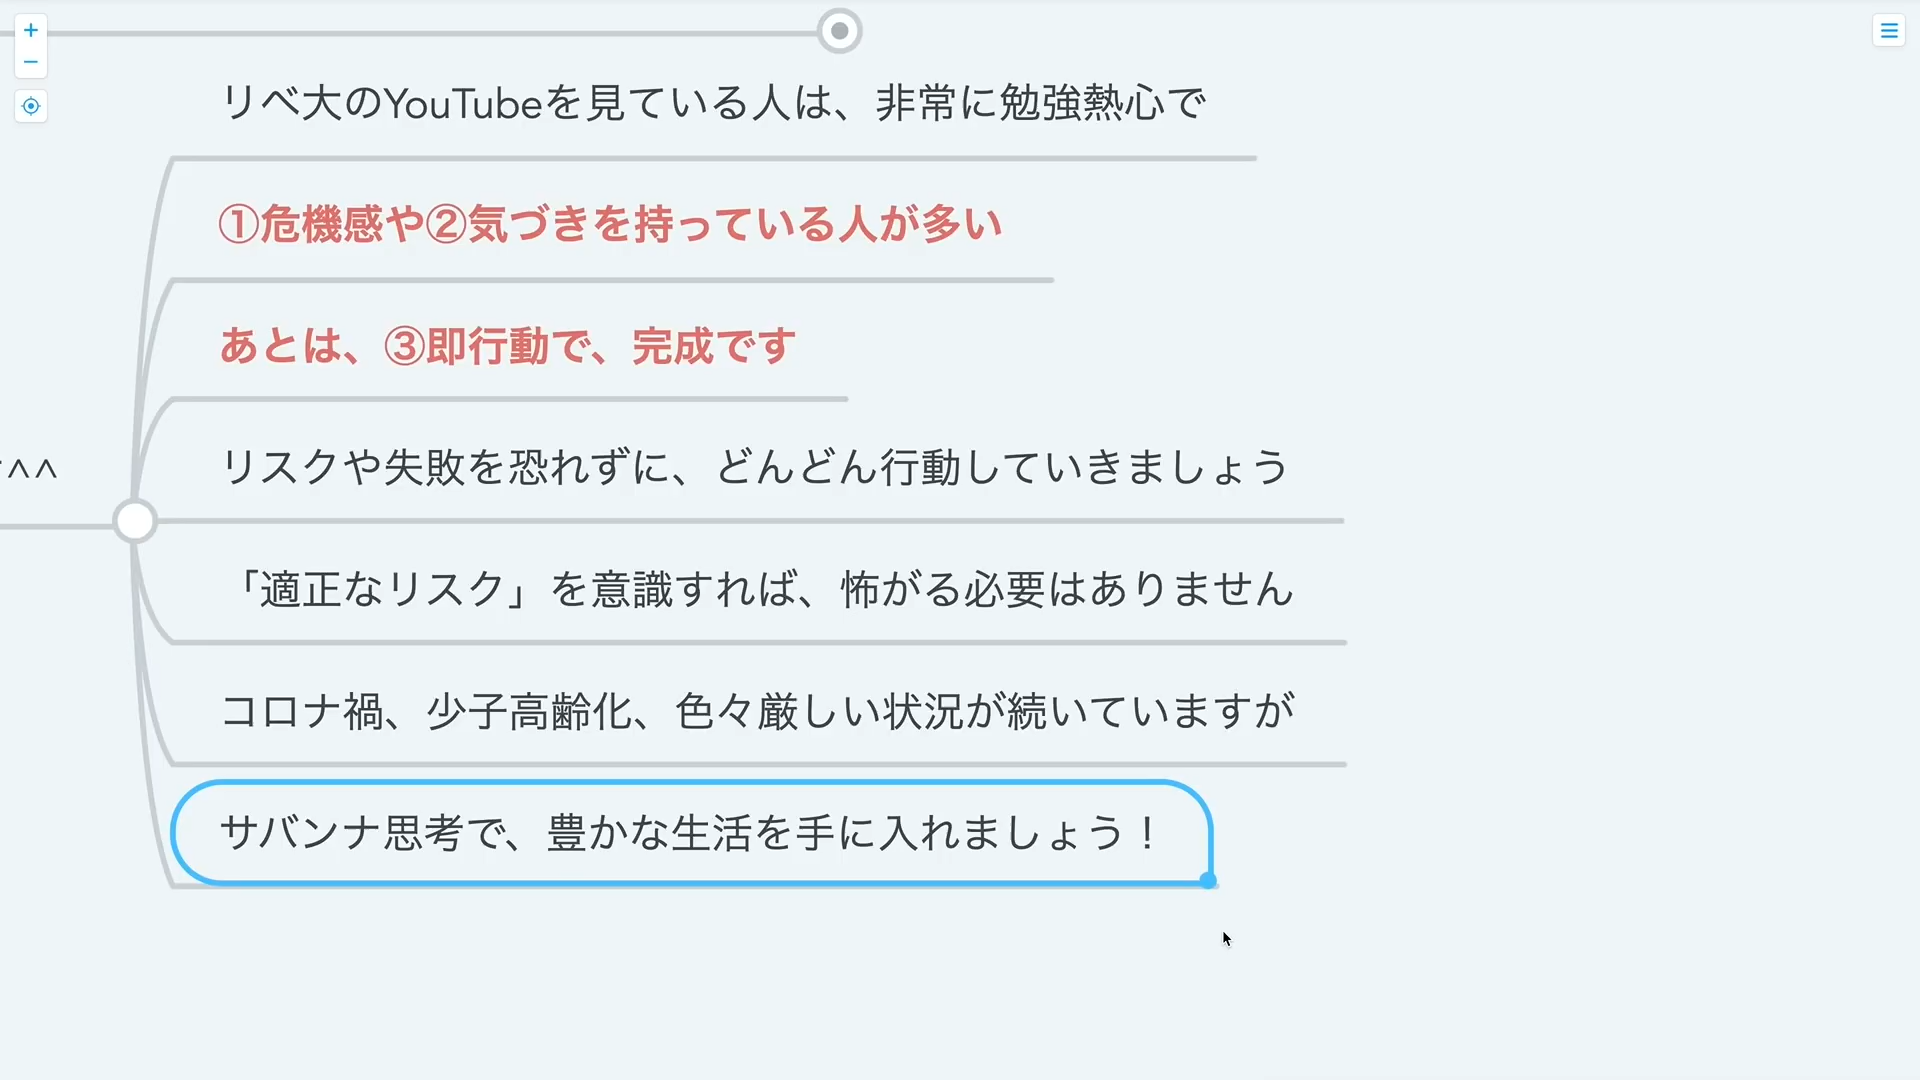 リベ大のYouTubeを見ている人は、非常に勉強熱心で
①危機感や②気づきを持っている人が多い
あとは、③即行動で、完成です
リスクや失敗を恐れずに、どんどん行動していきましょう
^^
「適正なリスク」を意識すれば、怖がる必要はありません
コロナ禍、少子高齢化、色々厳しい状況が続いていますが
サバンナ思考で、豊かな生活を手に入れましょう！